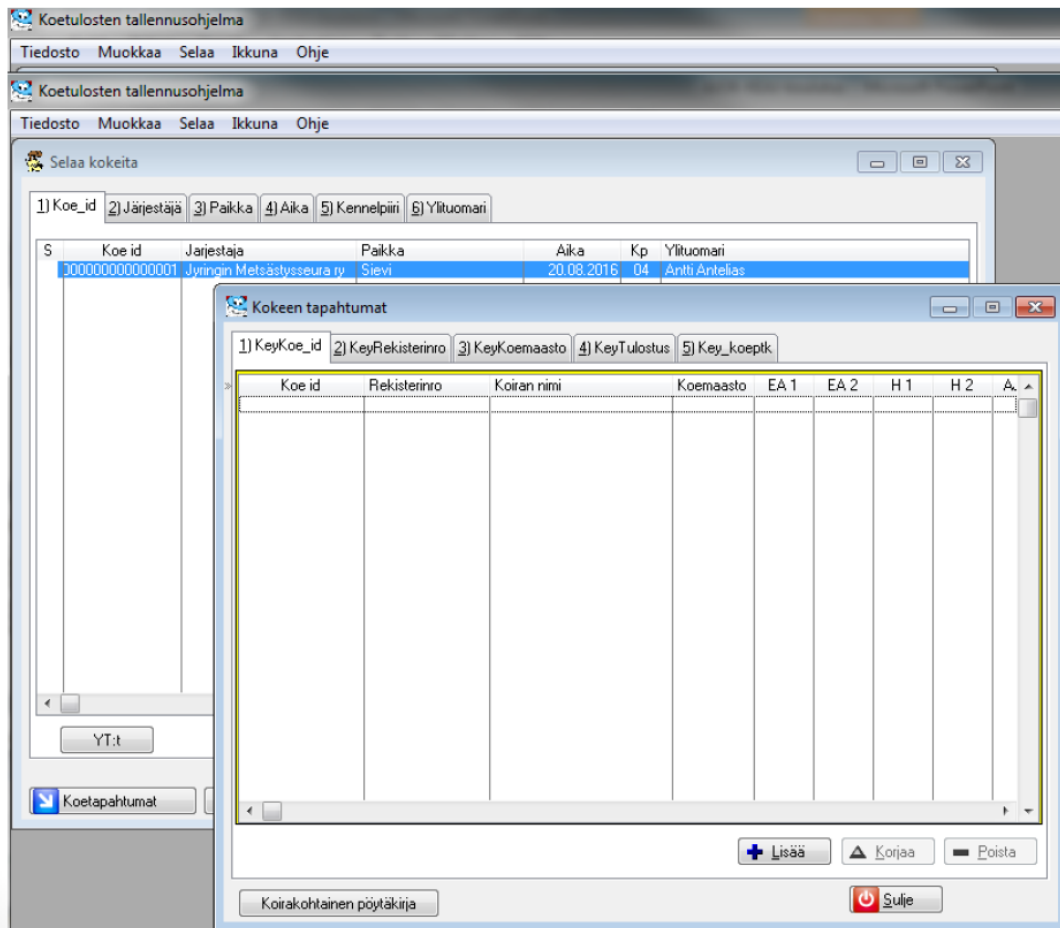 Koetulosten tallennusohjelma
Tiedosto Muokkaa Selaa Ikkuna Ohje
Koetulosten tallennusohjelma
Tiedosto Muokkaa Selaa Ikkuna Ohje
Selaa kokeita
1) Koe_id 2) Järjestäjä 3) Paikka 4) Aika 5) Kennelpiiri 6) Ylituomari
S Koe id Jarjestaja Paikka Aika Kp Ylituomari
Jyringin Metsästysseura ry Sievi 20.08.2016 04 Antti Antelias
Kokeen tapahtumat
1) KeyKoe_id 2) KeyRekisterinro 3) KeyKoemaasto 4) KeyTulostus 5) Key_koeptk
Koe id Rekisterinro Koiran nimi Koemaasto EA 1 EA 2 H 1 H 2
YT:t
Koetapahtumat
Lisää Korjaa Poista
Koirakohtainen pöytäkirja Sulje